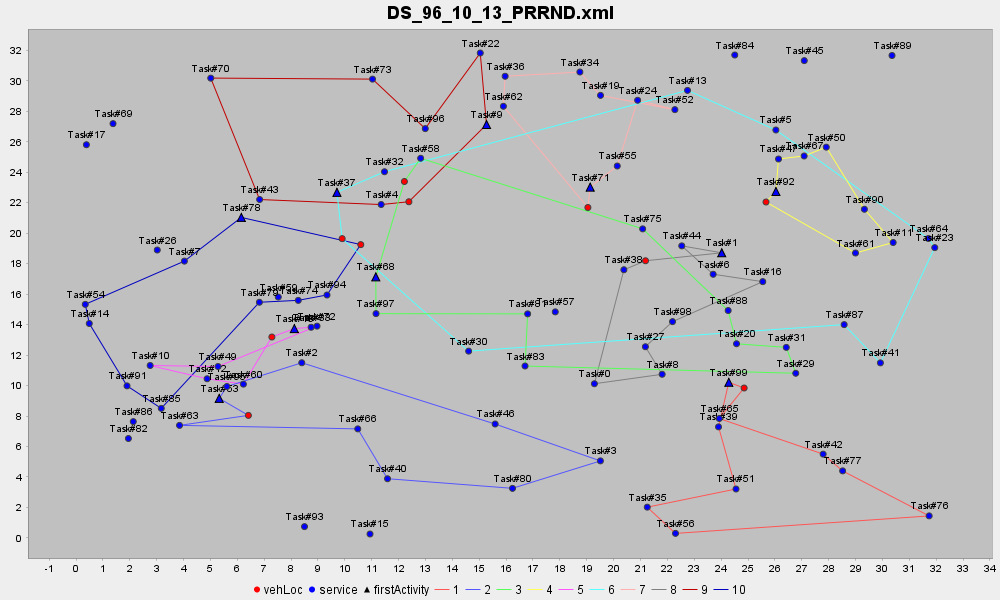 DS_96_10_13_PRRND.xml
32
30
28
26
24
22
20
18
16
14
12
10
8
6
4
2
0
Task#22
Task#84
Task#45
Task#89
Task#70
Task#73
Task#36
Task#34
Task#13
Task#19
Task#24
Task#52
Task#62
Task#9
Task#69
Task#96
Task#17
Task#5
Task#50
Task#47
Task#67
Task#58
Task#32
Task#55
Task#37
Task#71
Task#92
Task#43
Task#4
Task#90
Task#78
Task#75
Task#11
Task#64
Task#23
Task#61
Task#26
Task#7
Task#44
Task#1
Task#38
Task#6
Task#16
Task#68
Task#54
Task#14
Task#79
Task#59
Task#74
Task#94
Task#97
Task#57
Task#88
Task#98
Task#87
Task#20
Task#31
Task#27
Task#30
Task#10
Task#49
Task#2
Task#83
Task#41
Task#29
Task#8
Task#0
Task#99
Task#91
Task#60
Task#53
Task#85
Task#86
Task#82
Task#63
Task#66
Task#46
Task#65
Task#39
Task#3
Task#42
Task#77
Task#40
Task#80
Task#51
Task#35
Task#56
Task#76
Task#93
Task#15
-1 0 1 2 3 4 5 6 7 8 9 10 11 12 13 14 15 16 17 18 19 20 21 22 23 24 25 26 27 28 29 30 31 32 33 34
vehLoc service firstActivity 1 2 3 4 5 6 7 8 9 10